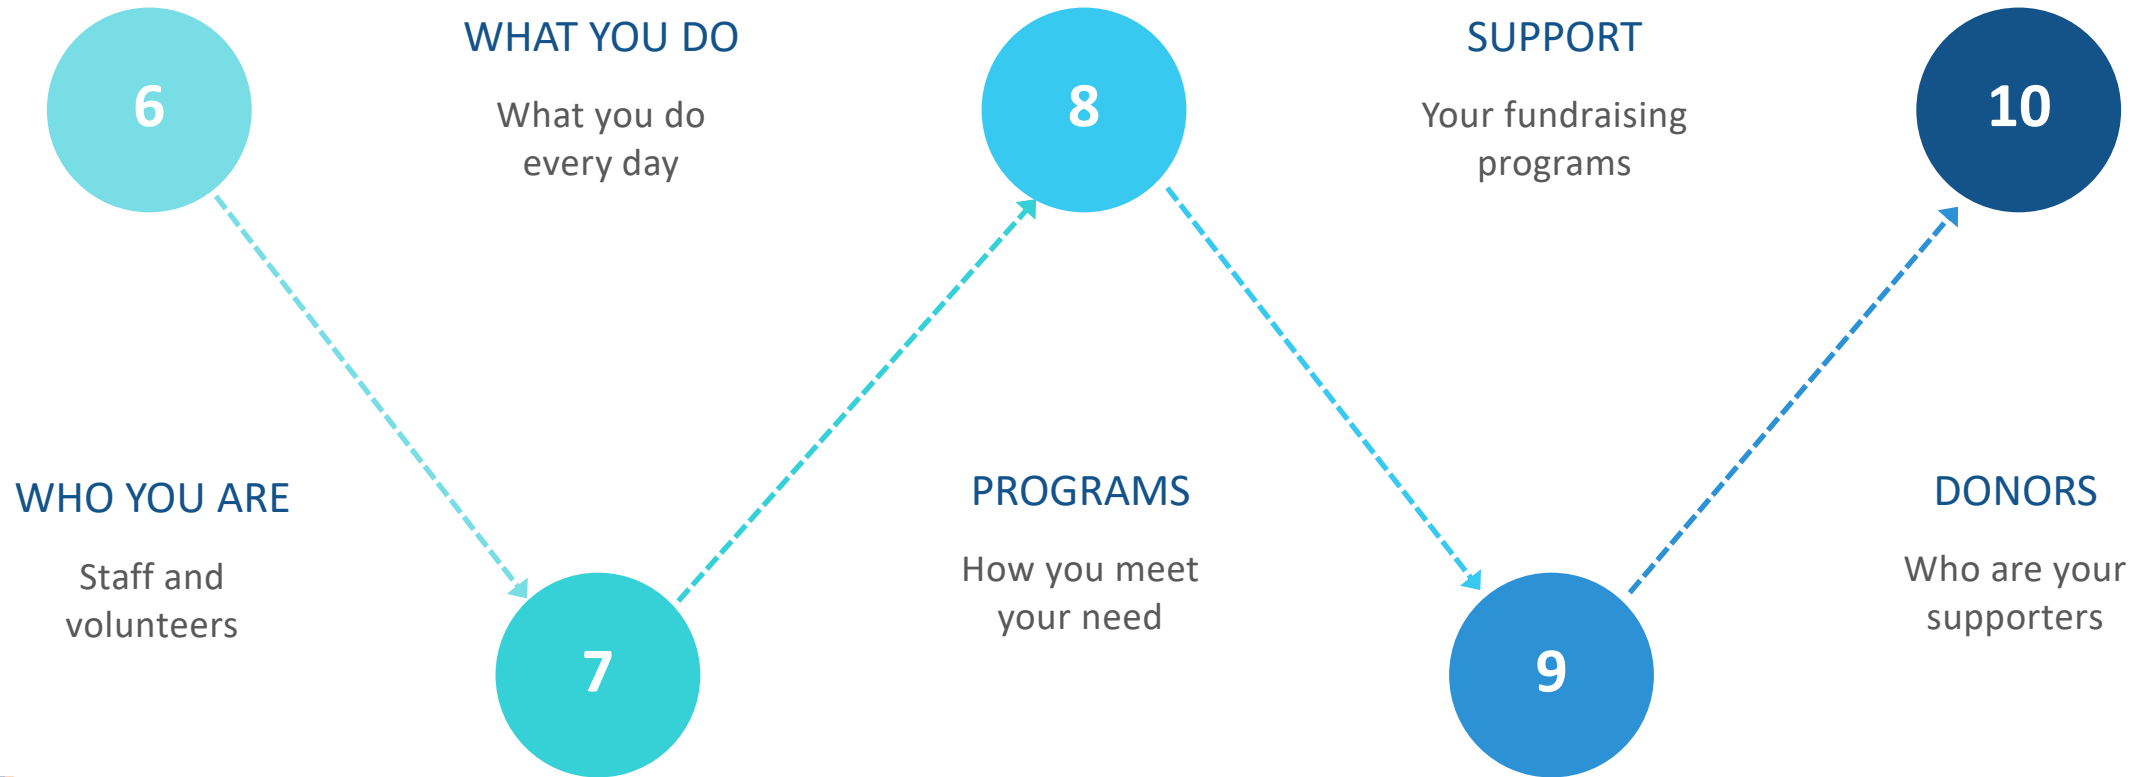 6
WHO YOU ARE
Staff and
volunteers
WHAT YOU DO
What you do
every day
7
8
PROGRAMS
How you meet
your need
SUPPORT
Your fundraising
programs
9
10
DONORS
Who are your
supporters